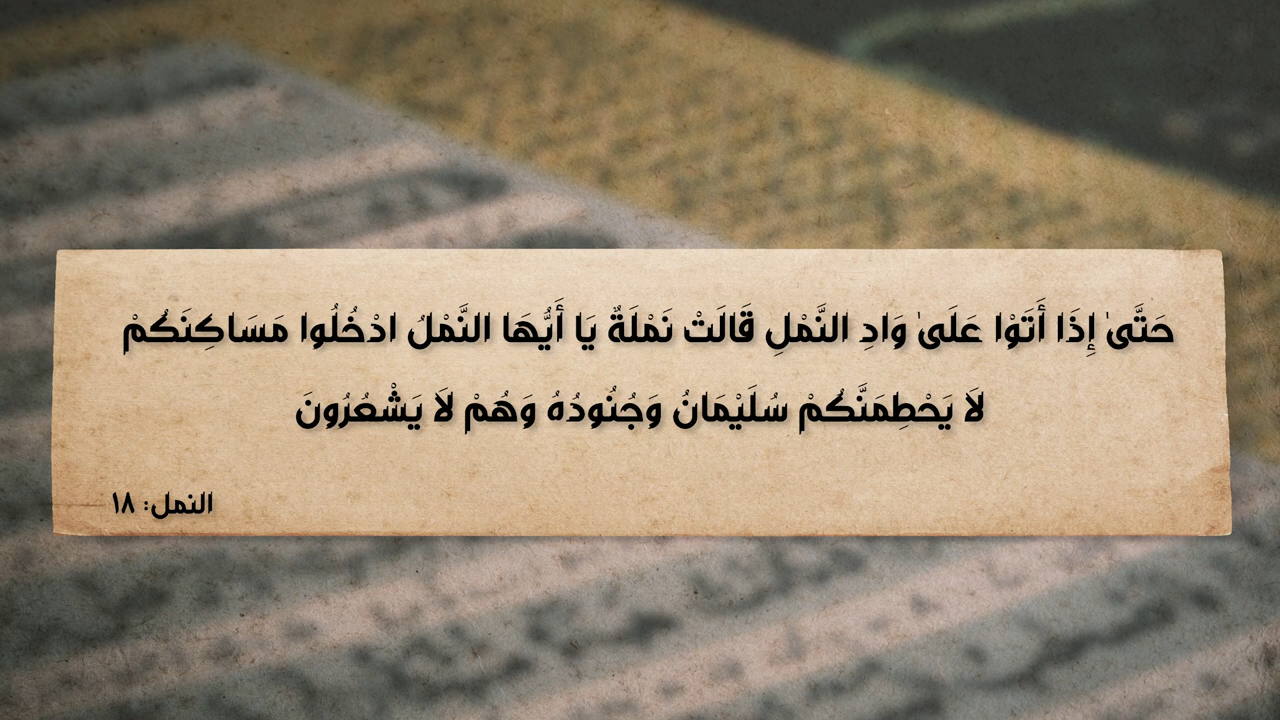 حَتَّىٰ إِذَا أَتَوْا عَلَىٰ وَادِ النَّمْلِ قَالَتْ نَمْلَةٌ يَا أَيُّهَا النَّمْلُ ادْخُلُوا مَسَاكِنَكُمْ
لَا يَحْطِمَنَّكُمْ سُلَيْمَانُ وَجُنُودُهُ وَهُمْ لَا يَشْعُرُونَ
النمل: ١٨